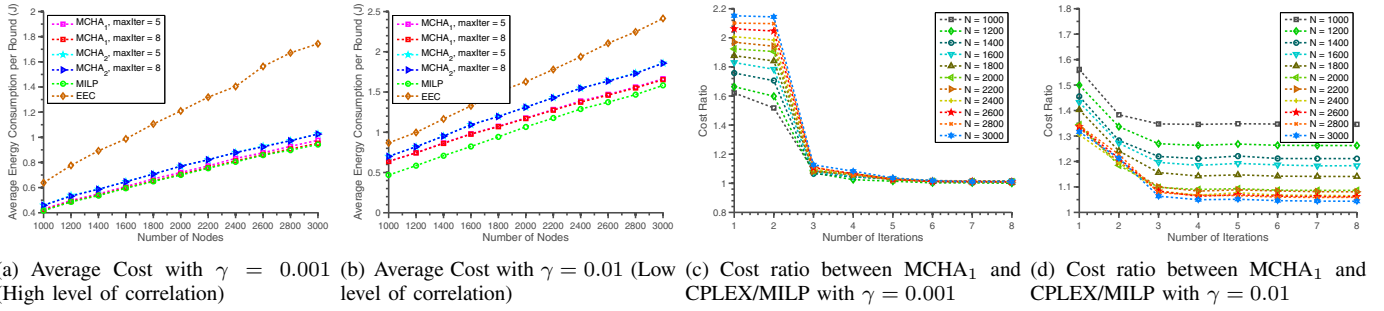 Average Energy Consumption per Round (J)
1.8
1.6
1.4
1.2
1
0.8
0.6
0.4
MCHA1, maxIter = 5
MCHA1, maxIter = 8
MCHA2, maxIter = 5
MCHA2, maxIter = 8
MILP
EEC
1000 1200 1400 1600 1800 2000 2200 2400 2600 2800 3000
Number of Nodes
(a) Average Cost with γ = 0.001
(High level of correlation)
Average Energy Consumption per Round (J)
2.5
2
1.5
1
0.5
0
MCHA1, maxIter = 5
MCHA1, maxIter = 8
MCHA2, maxIter = 5
MCHA2, maxIter = 8
MILP
EEC
1000 1200 1400 1600 1800 2000 2200 2400 2600 2800 3000
Number of Nodes
(b) Average Cost with γ = 0.01 (Low
level of correlation)
Cost Ratio
2.2
2
1.8
1.6
1.4
1.2
1
0.8
N = 1000
N = 1200
N = 1400
N = 1600
N = 1800
N = 2000
N = 2200
N = 2400
N = 2600
N = 2800
N = 3000
1 2 3 4 5 6 7 8
Number of Iterations
(c) Cost ratio between MCHA1 and
CPLEX/MILP with γ = 0.001
Cost Ratio
1.8
1.7
1.6
1.5
1.4
1.3
1.2
1.1
1
N = 1000
N = 1200
N = 1400
N = 1600
N = 1800
N = 2000
N = 2200
N = 2400
N = 2600
N = 2800
N = 3000
1 2 3 4 5 6 7 8
Number of Iterations
(d) Cost ratio between MCHA1 and
CPLEX/MILP with γ = 0.01